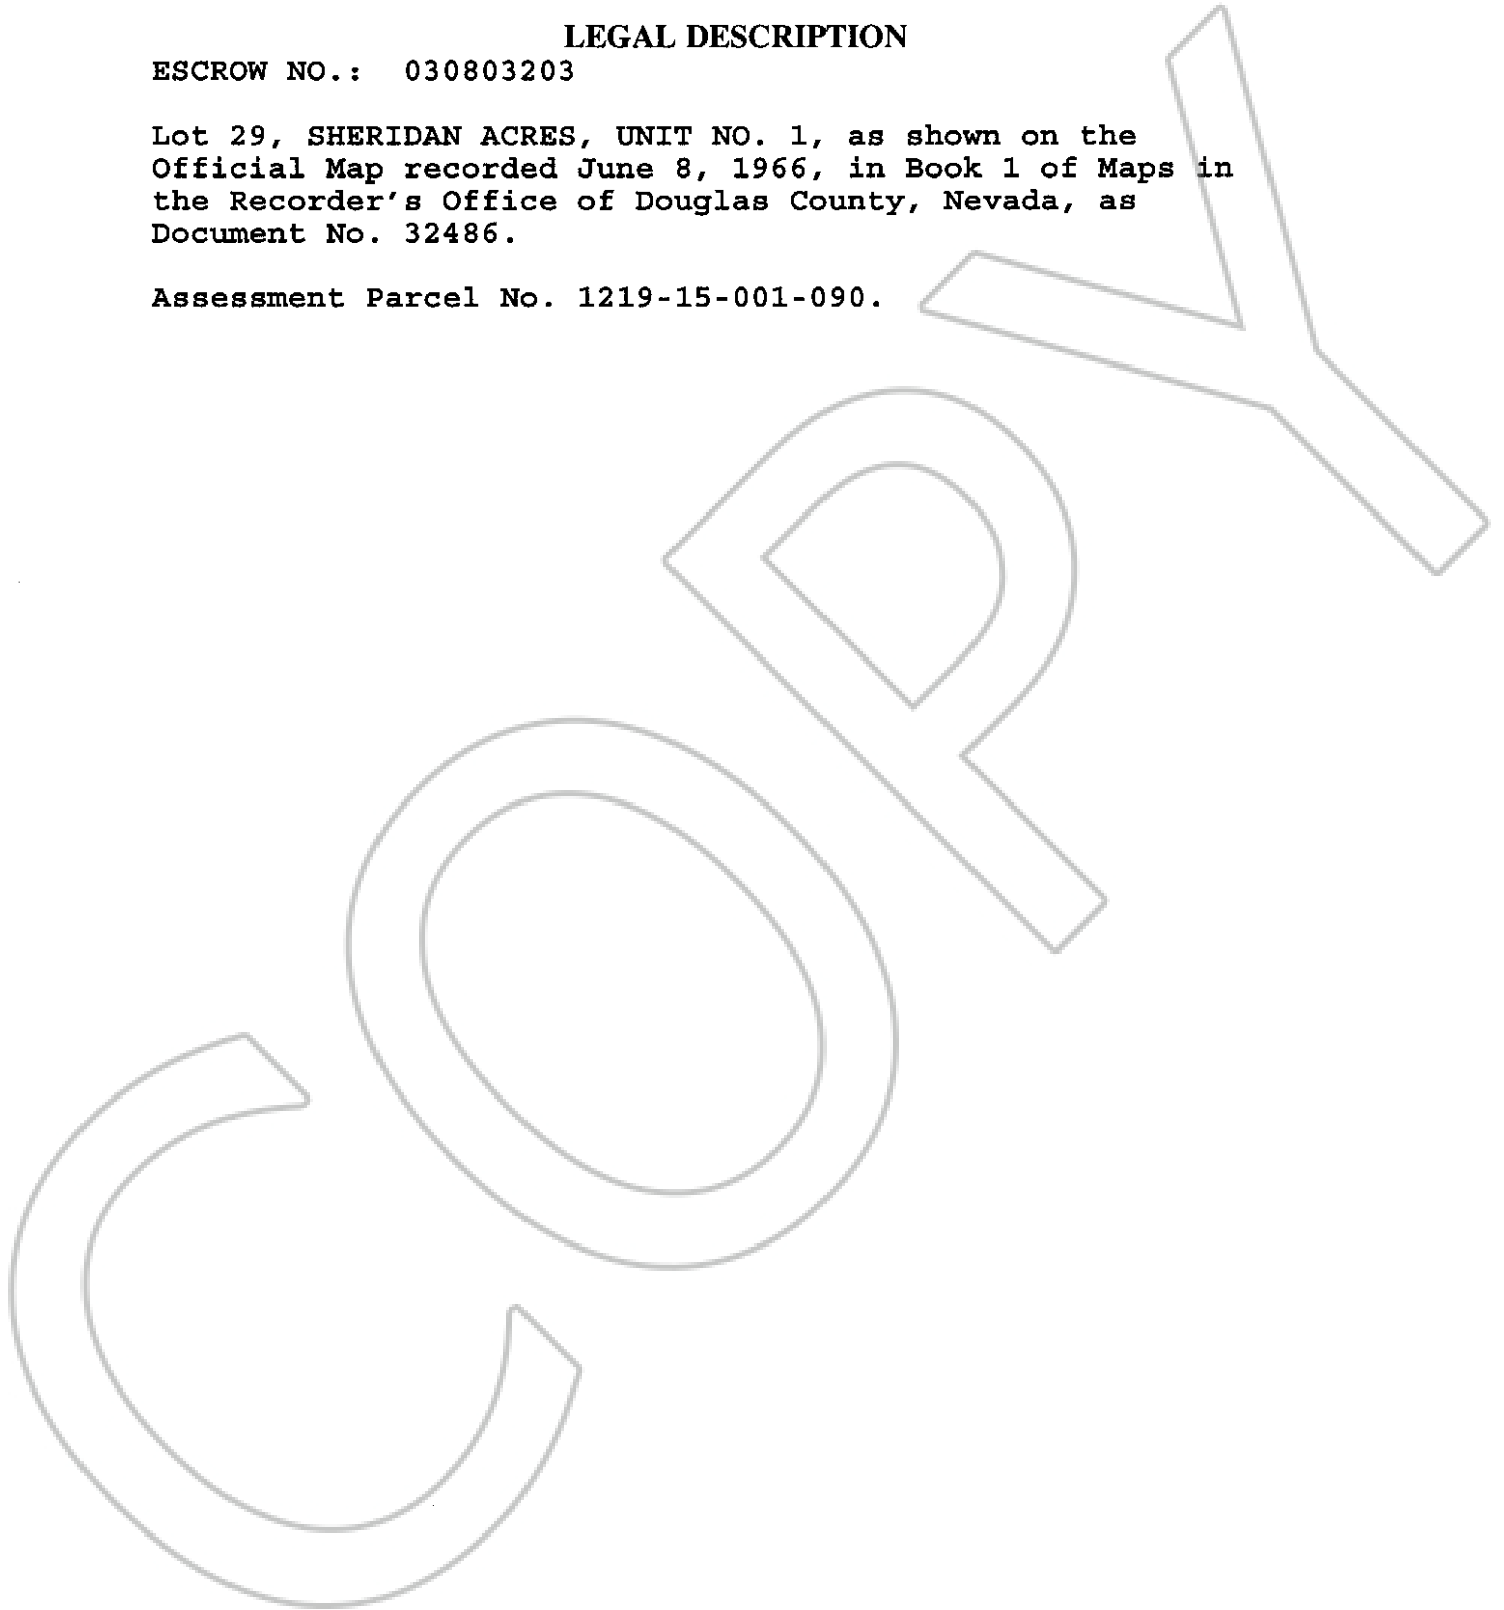 LEGAL DESCRIPTION
ESCROW NO.: 030803203
Lot 29, SHERIDAN ACRES, UNIT NO. 1, as shown on the
Official Map recorded June 8, 1966, in Book 1 of Maps in
the Recorder's Office of Douglas County, Nevada, as
Document No. 32486.
Assessment Parcel No. 1219-15-001-090.
COPY